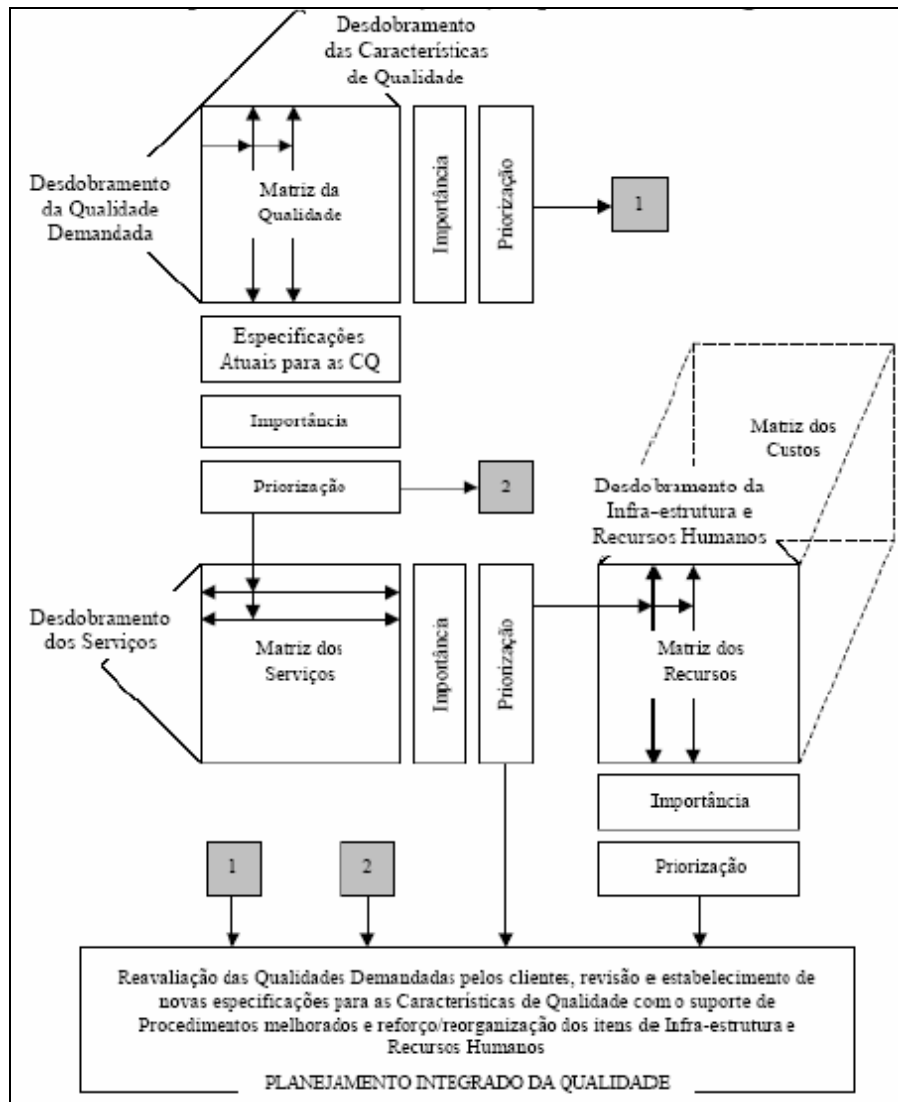 Desdobramento
das Características
de Qualidade
Desdobramento
da Qualidade
Demandada
Matriz da
Qualidade
Importância
Priorização
1
Especificações
Atuais para as CQ
Importância
Priorização
2
Matriz dos
Custos
Desdobramento da
Infra-estrutura e
Recursos Humanos
Desdobramento
dos Serviços
Matriz dos
Serviços
Importância
Priorização
Matriz dos
Recursos
Importância
Priorização
1
2
Reavaliação das Qualidades Demandadas pelos clientes, revisão e estabelecimento de
novas especificações para as Características de Qualidade com o suporte de
Procedimentos melhorados e reforço/reorganização dos itens de Infra-estrutura e
Recursos Humanos
PLANEJAMENTO INTEGRADO DA QUALIDADE